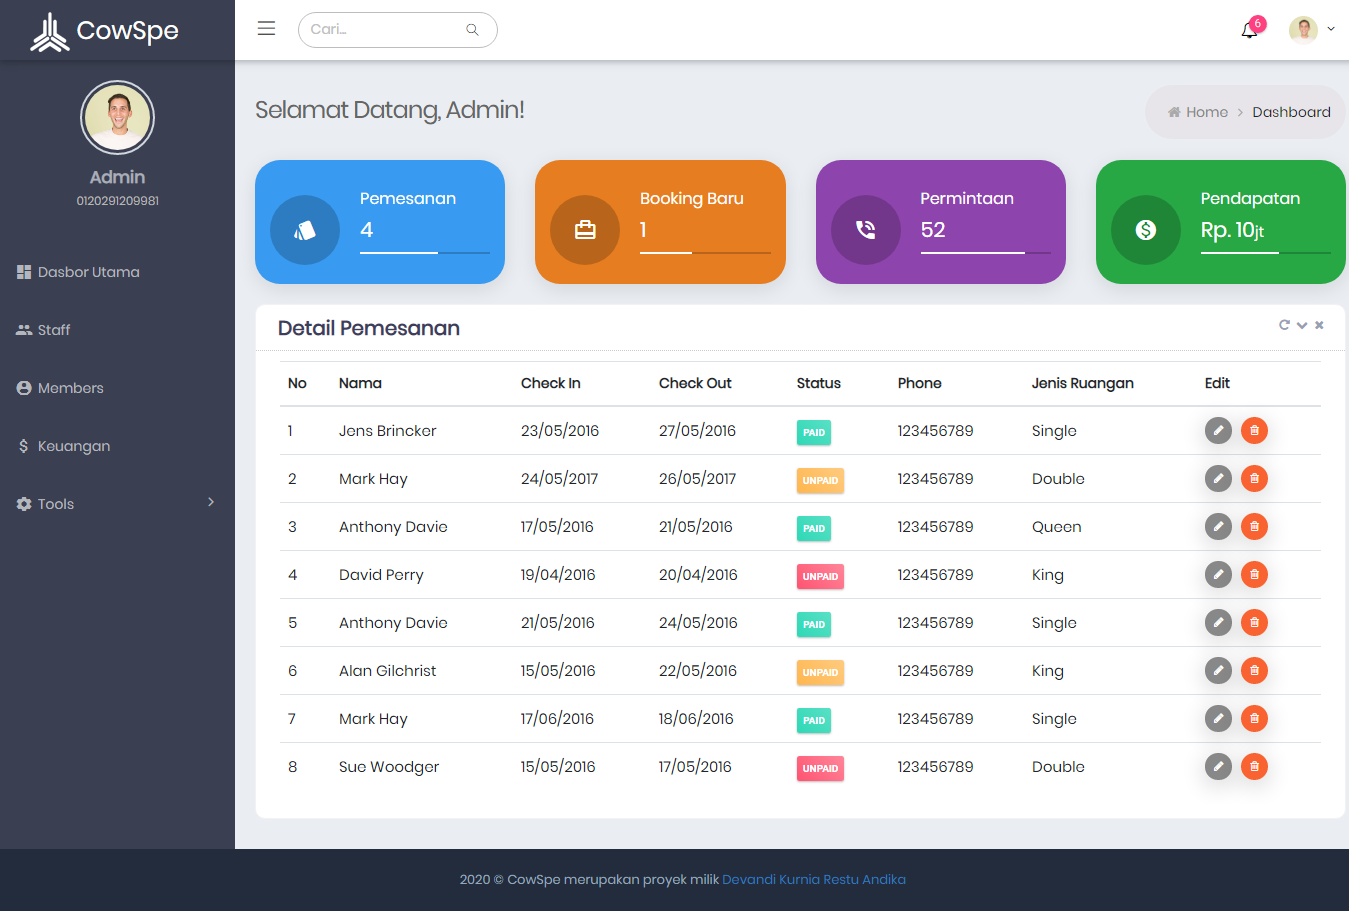 CowSpe
Cari...
6
Admin
0120291209981
Dasbor Utama
Staff
Members
Keuangan
Tools
Selamat Datang, Admin!
Home > Dashboard
Pemesanan
4
Booking Baru
1
Permintaan
52
Pendapatan
Rp. 10jt
Detail Pemesanan
No Nama Check In Check Out Status Phone Jenis Ruangan Edit
1 Jens Brincker 23/05/2016 27/05/2016 PAID 123456789 Single
2 Mark Hay 24/05/2017 26/05/2017 UNPAID 123456789 Double
3 Anthony Davie 17/05/2016 21/05/2016 PAID 123456789 Queen
4 David Perry 19/04/2016 20/04/2016 UNPAID 123456789 King
5 Anthony Davie 21/05/2016 24/05/2016 PAID 123456789 Single
6 Alan Gilchrist 15/05/2016 22/05/2016 UNPAID 123456789 King
7 Mark Hay 17/06/2016 18/06/2016 PAID 123456789 Single
8 Sue Woodger 15/05/2016 17/05/2016 UNPAID 123456789 Double
2020 © CowSpe merupakan proyek milik Devandi Kurnia Restu Andika